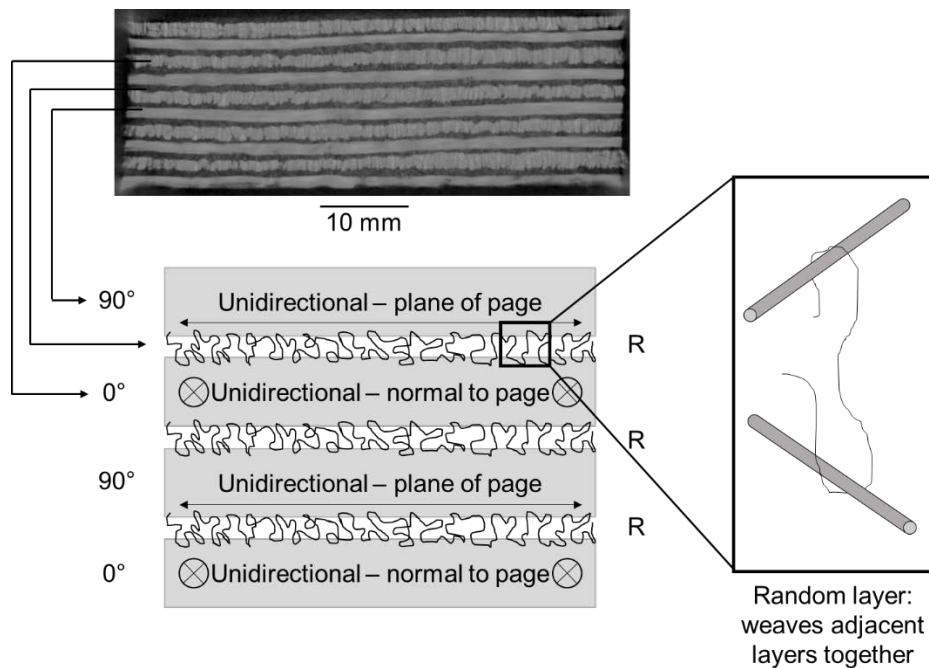 10 mm
90°
Unidirectional – plane of page
R
0°
Unidirectional – normal to page
R
90°
Unidirectional – plane of page
R
0°
Unidirectional – normal to page
Random layer:
weaves adjacent
layers together